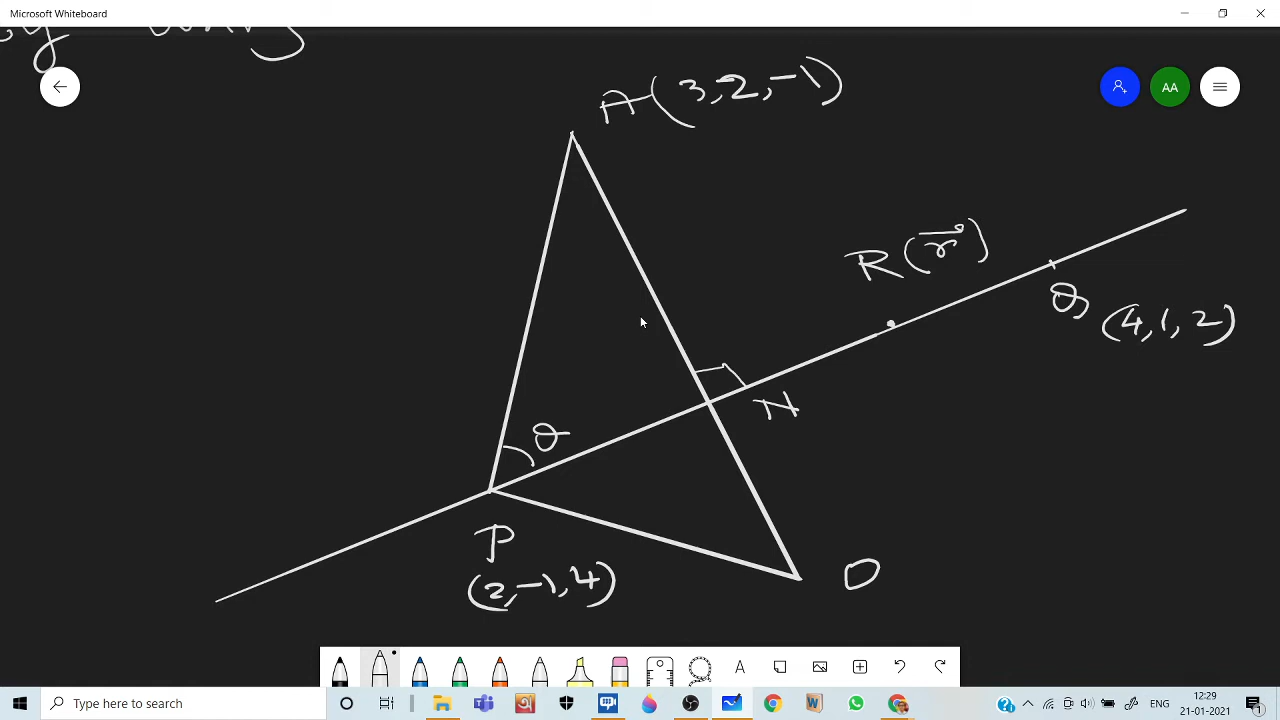 Microsoft Whiteboard
A(3,2,-1)
AA
R(r⃗)
Q
(4,1,2)
N
θ
P
(2,-1,4)
O
A
Type here to search
ENG
12:29
21-01-2021